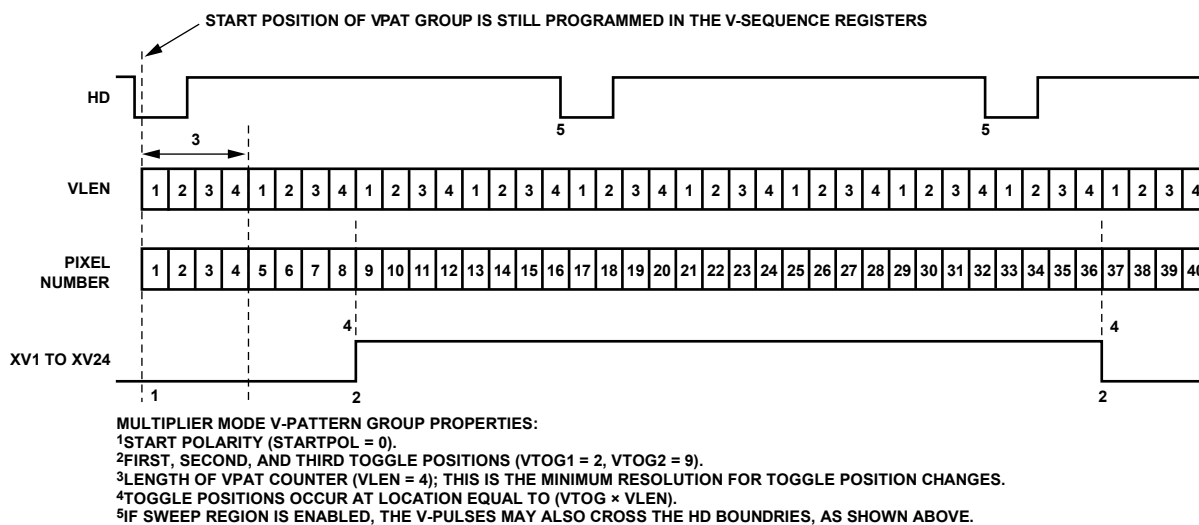 START POSITION OF VPAT GROUP IS STILL PROGRAMMED IN THE V-SEQUENCE REGISTERS
HD
5 5
3
VLEN 1 2 3 4 1 2 3 4 1 2 3 4 1 2 3 4 1 2 3 4 1 2 3 4 1 2 3 4 1 2 3 4 1 2 3 4 1 2 3 4
PIXEL
NUMBER
1 2 3 4 5 6 7 8 9 10 11 12 13 14 15 16 17 18 19 20 21 22 23 24 25 26 27 28 29 30 31 32 33 34 35 36 37 38 39 40
4 4
XV1 TO XV24
1 2 2
MULTIPLIER MODE V-PATTERN GROUP PROPERTIES:
1START POLARITY (STARTPOL = 0).
2FIRST, SECOND, AND THIRD TOGGLE POSITIONS (VTOG1 = 2, VTOG2 = 9).
3LENGTH OF VPAT COUNTER (VLEN = 4); THIS IS THE MINIMUM RESOLUTION FOR TOGGLE POSITION CHANGES.
4TOGGLE POSITIONS OCCUR AT LOCATION EQUAL TO (VTOG × VLEN).
5IF SWEEP REGION IS ENABLED, THE V-PULSES MAY ALSO CROSS THE HD BOUNDRIES, AS SHOWN ABOVE.